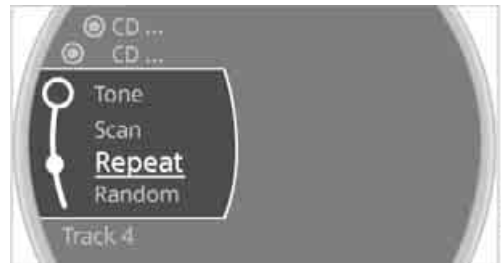 CD ...
CD ...
Tone
Scan
Repeat
Random
Track 4